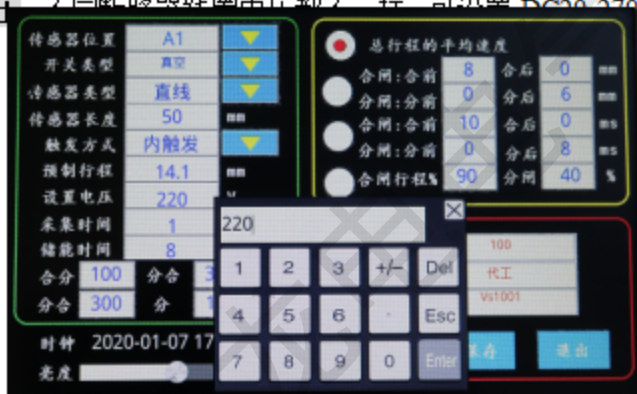 传感器位置 A1
开关类型 真空
传感器类型 直线
传感器长度 50 mm
触发方式 内触发
预制行程 14.1 mm
设置电压 220 V
采集时间 1
储能时间 8
合分 100 分合 3
分合 300 分 1
时钟 2020-01-07 17
亮度
总行程的平均速度
合闸:合前 8 合后 0 mm
分闸:分前 0 分后 6 mm
合闸:合前 10 合后 0 ms
分闸:分前 0 分后 8 ms
合闸行程% 90 分闸 40 %
220
1 2 3 +/- Del
4 5 6 . Esc
7 8 9 0 Enter
100
代工
Vs1001
存 退出